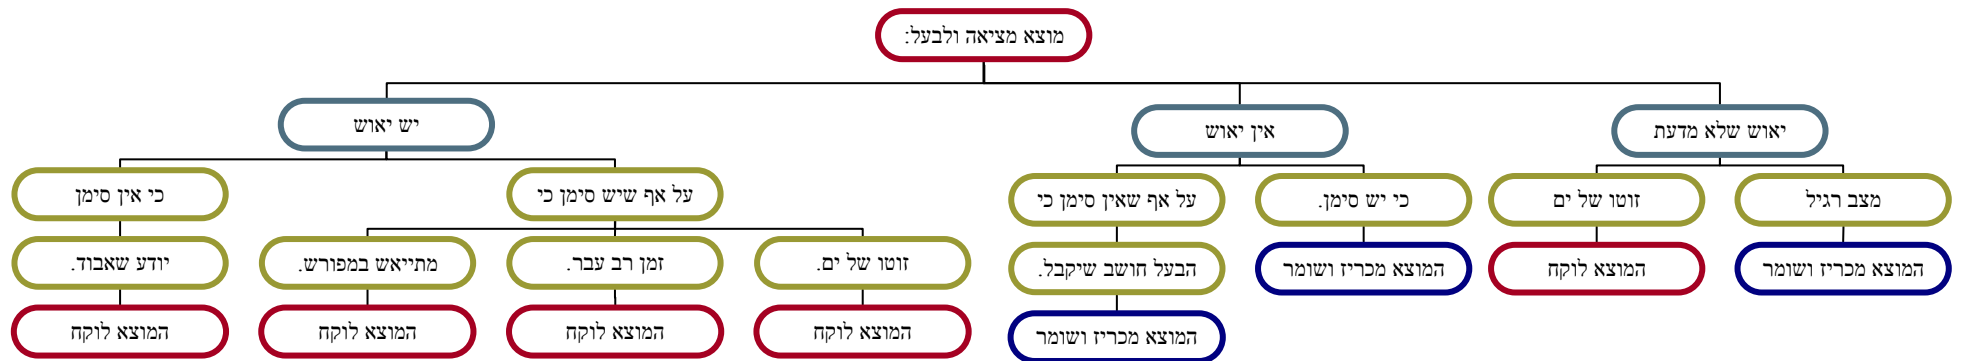 מוצא מציאה ולבעל:
יאוש שלא מדעת
אין יאוש
יש יאוש
מצב רגיל
זוטו של ים
כי יש סימן.
על אף שאין סימן כי
על אף שיש סימן כי
כי אין סימן
המוצא מכריז ושומר
המוצא לוקח
המוצא מכריז ושומר
הבעל חושב שיקבל.
זוטו של ים.
זמן רב עבר.
מתייאש במפורש.
יודע שאבוד.
המוצא מכריז ושומר
המוצא לוקח
המוצא לוקח
המוצא לוקח
המוצא לוקח